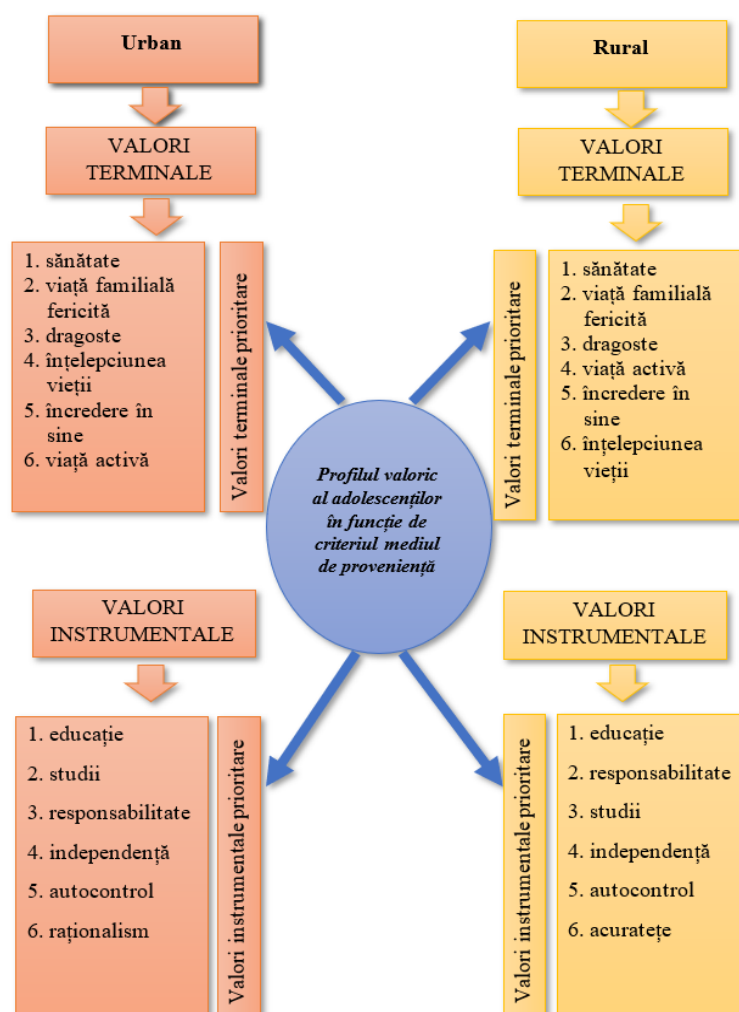 Urban
VALORI
TERMINALE
1. sănătate
2. viață familială
fericită
3. dragoste
4. înțelepciunea
vieții
5. încredere în
sine
6. viață activă
Valori terminale prioritare
Rural
VALORI
TERMINALE
Valori terminale prioritare
1. sănătate
2. viață familială
fericită
3. dragoste
4. viață activă
5. încredere în
sine
6. înțelepciunea
vieții
Profilul valoric
al adolescenților
în funcție de
criteriul mediul
de proveniență
VALORI
INSTRUMENTALE
1. educație
2. studii
3. responsabilitate
4. independență
5. autocontrol
6. raționalism
Valori instrumentale prioritare
VALORI
INSTRUMENTALE
Valori instrumentale prioritare
1. educație
2. responsabilitate
3. studii
4. independență
5. autocontrol
6. acuratețe